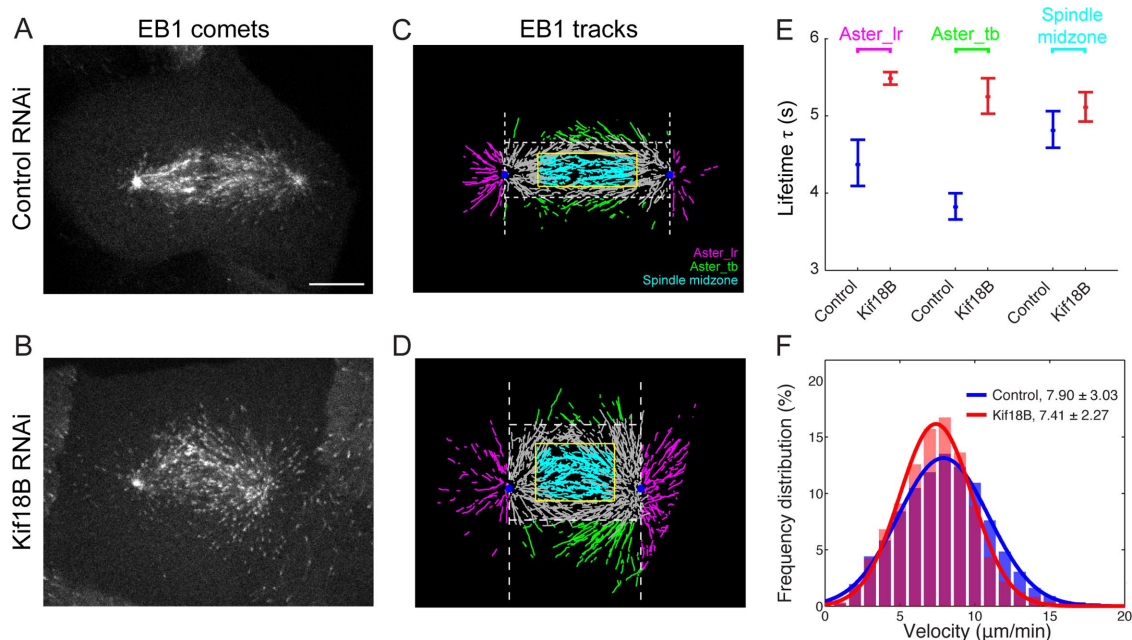 A
EB1 comets
Control RNAi
C
EB1 tracks
Aster_lr
Aster_tb
Spindle midzone
E
Aster_lr
Aster_tb
Spindle
midzone
6
5
4
3
Lifetime τ (s)
Control
Kif18B
Control
Kif18B
Control
Kif18B
B
Kif18B RNAi
D
F
Control, 7.90 ± 3.03
Kif18B, 7.41 ± 2.27
20
15
10
5
0
Frequency distribution (%)
0
5
10
15
20
Velocity (μm/min)